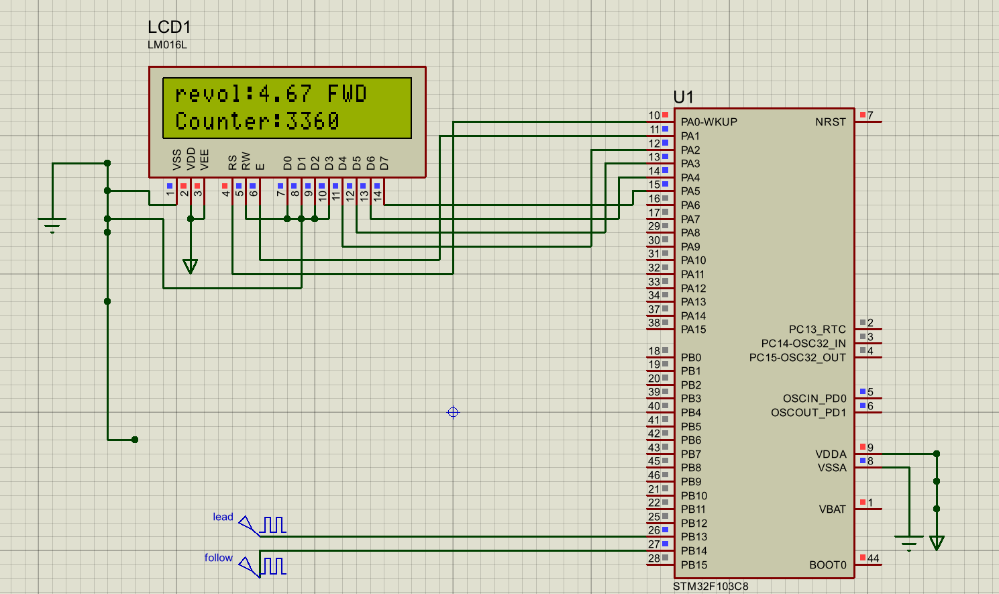 LCD1
LM016L
revol:4.67 FWD
Counter:3360
VSS VDD VEE RS RW E D0 D1 D2 D3 D4 D5 D6 D7
1 2 3 4 5 6 7 8 9 10 11 12 13 14
U1
10 PA0-WKUP NRST 7
11 PA1
12 PA2
13 PA3
14 PA4
15 PA5
16 PA6
17 PA7
29 PA8
30 PA9
31 PA10
32 PA11
33 PA12
34 PA13
37 PA14
38 PA15 PC13_RTC 2
PC14-OSC32_IN 3
18 PB0 PC15-OSC32_OUT 4
19 PB1
20 PB2
39 PB3 OSCIN_PD0 5
40 PB4 OSCOUT_PD1 6
41 PB5
42 PB6
43 PB7 VDDA 9
45 PB8 VSSA 8
46 PB9
21 PB10
22 PB11 VBAT 1
25 PB12
lead
26 PB13
27 PB14
follow
28 PB15 BOOT0 44
STM32F103C8